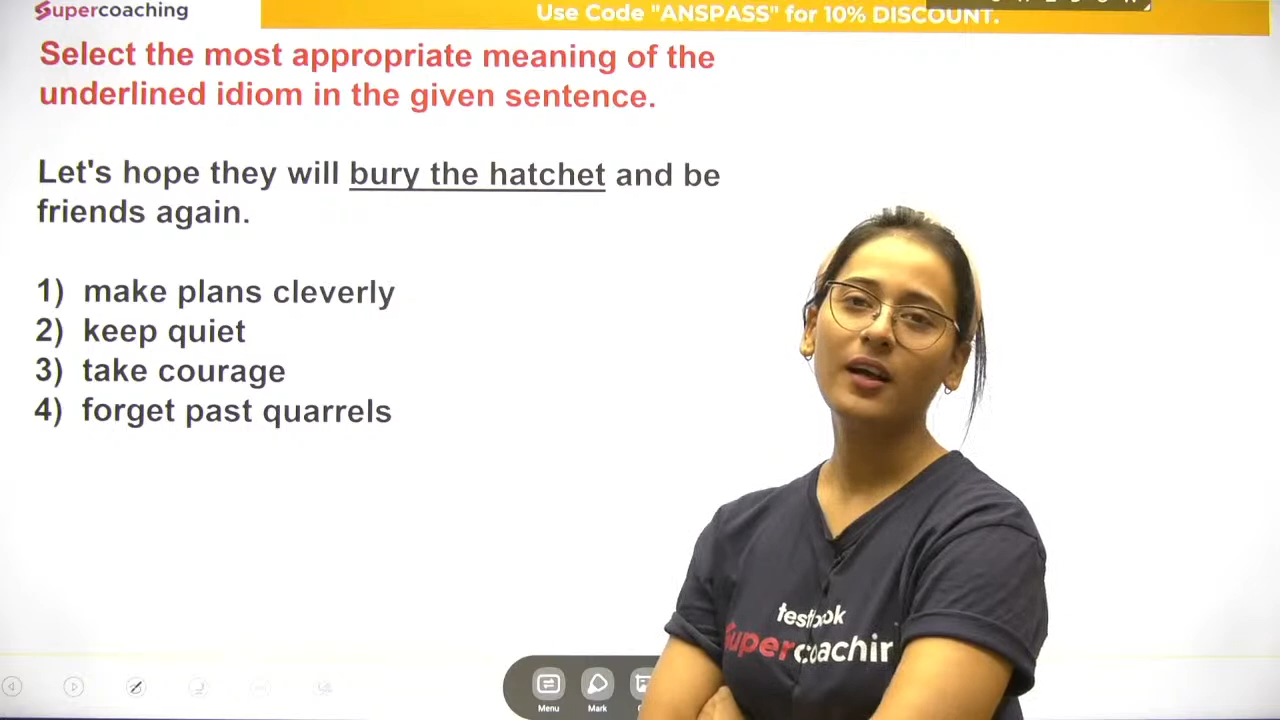 Supercoaching
Use Code "ANSPASS" for 10% DISCOUNT.
Select the most appropriate meaning of the
underlined idiom in the given sentence.
Let's hope they will bury the hatchet and be
friends again.
1) make plans cleverly
2) keep quiet
3) take courage
4) forget past quarrels
testbook
Supercoachin
Menu
Mark